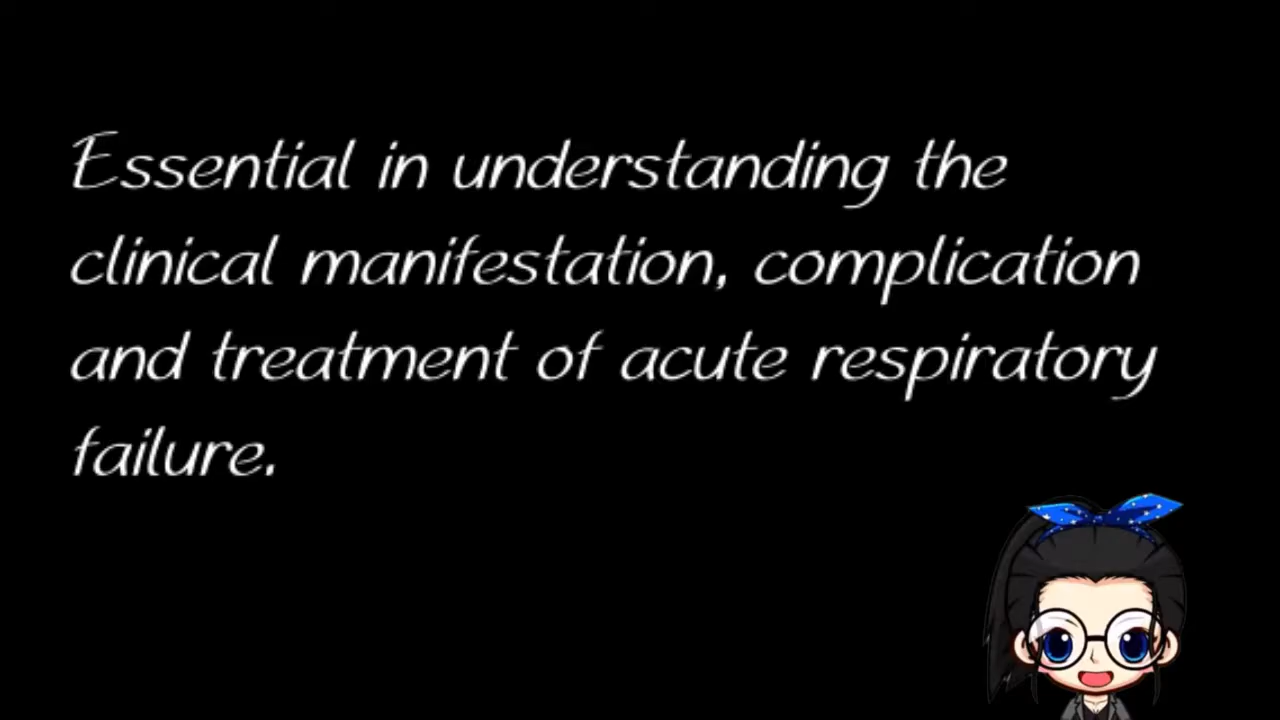 Essential in understanding the
clinical manifestation, complication
and treatment of acute respiratory
failure.